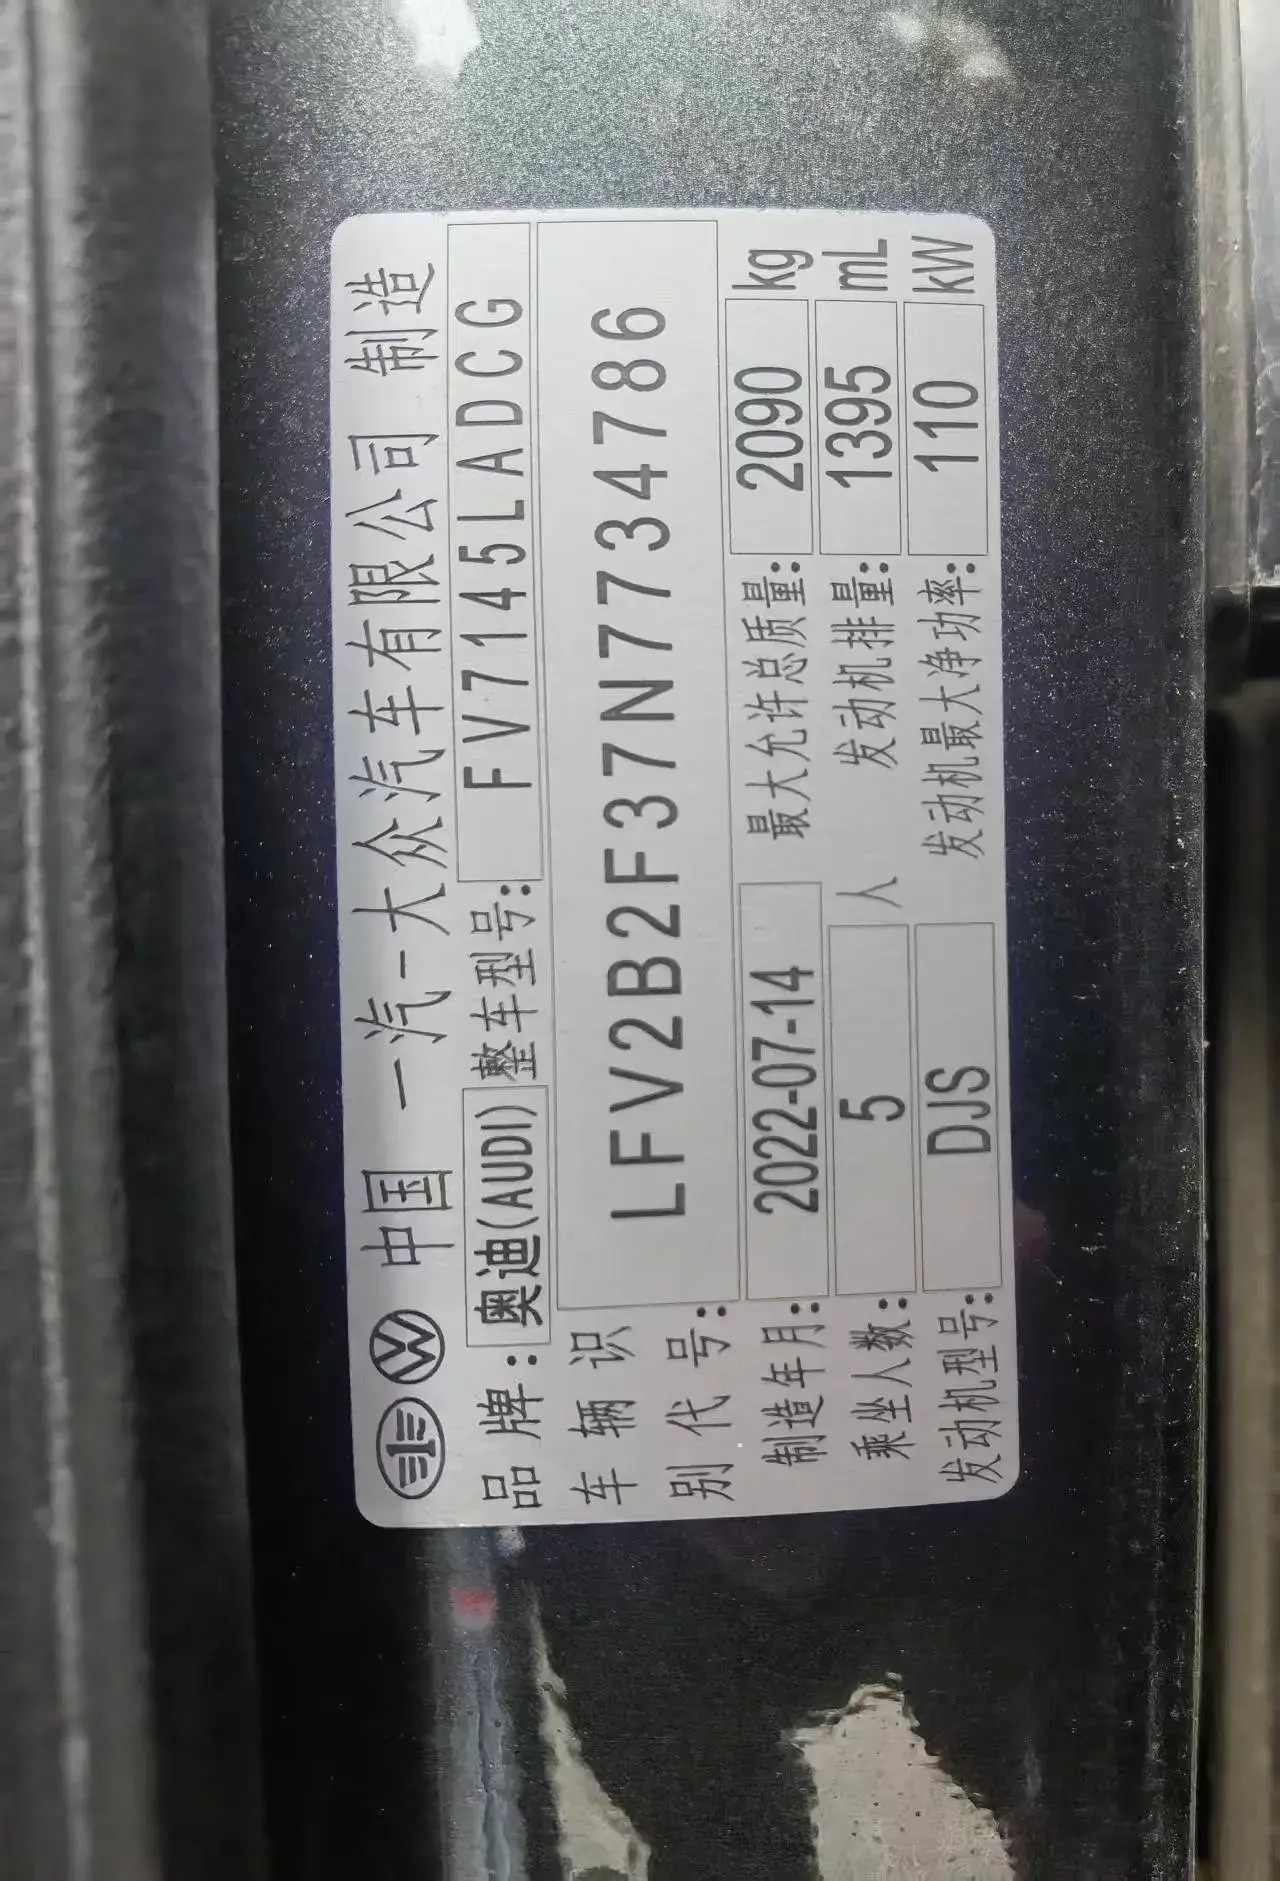 中国 一汽-大众汽车有限公司 制造
品牌: 奥迪(AUDI) 整车型号: FV7145LADCG
车辆识别代号: LFV2B2F37N7734786
制造年月: 2022-07-14 最大允许总质量: 2090 kg
乘坐人数: 5 人 发动机排量: 1395 mL
发动机型号: DJS 发动机最大净功率: 110 kW